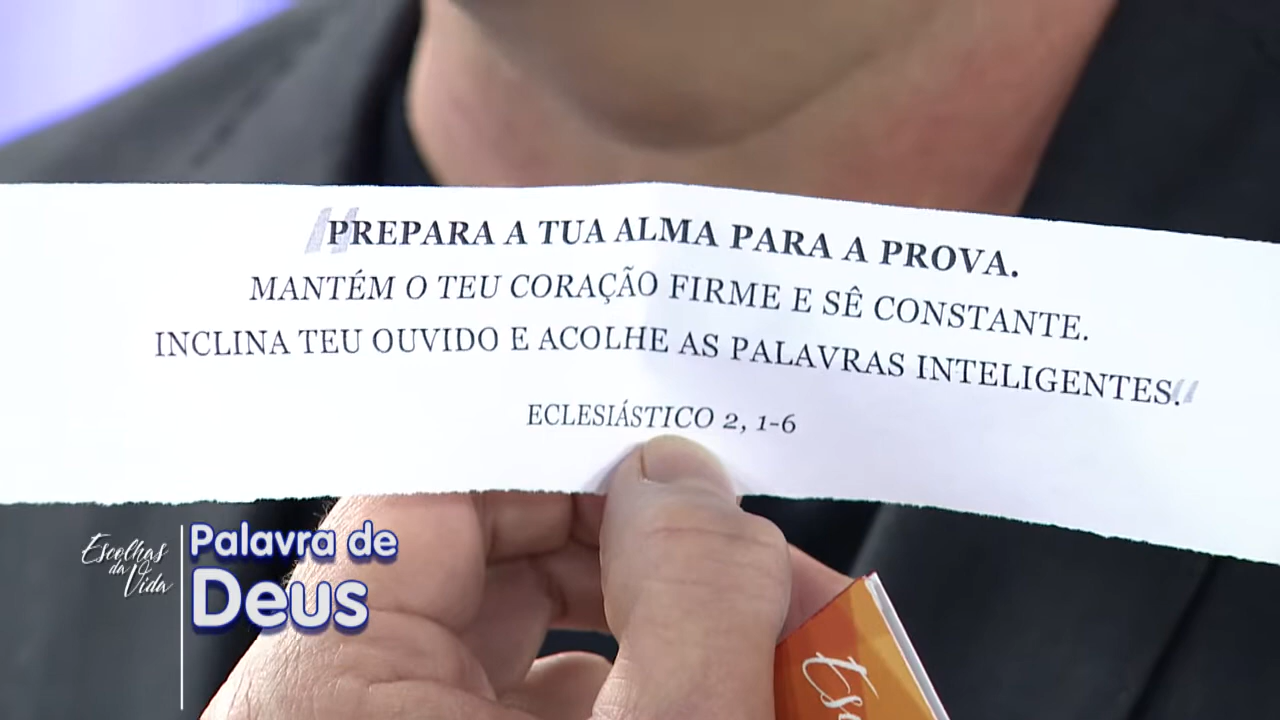 "PREPARA A TUA ALMA PARA A PROVA.
MANTÉM O TEU CORAÇÃO FIRME E SÊ CONSTANTE.
INCLINA TEU OUVIDO E ACOLHE AS PALAVRAS INTELIGENTES."
ECLESIÁSTICO 2, 1-6
Escolhas
da
Vida
Palavra de
Deus